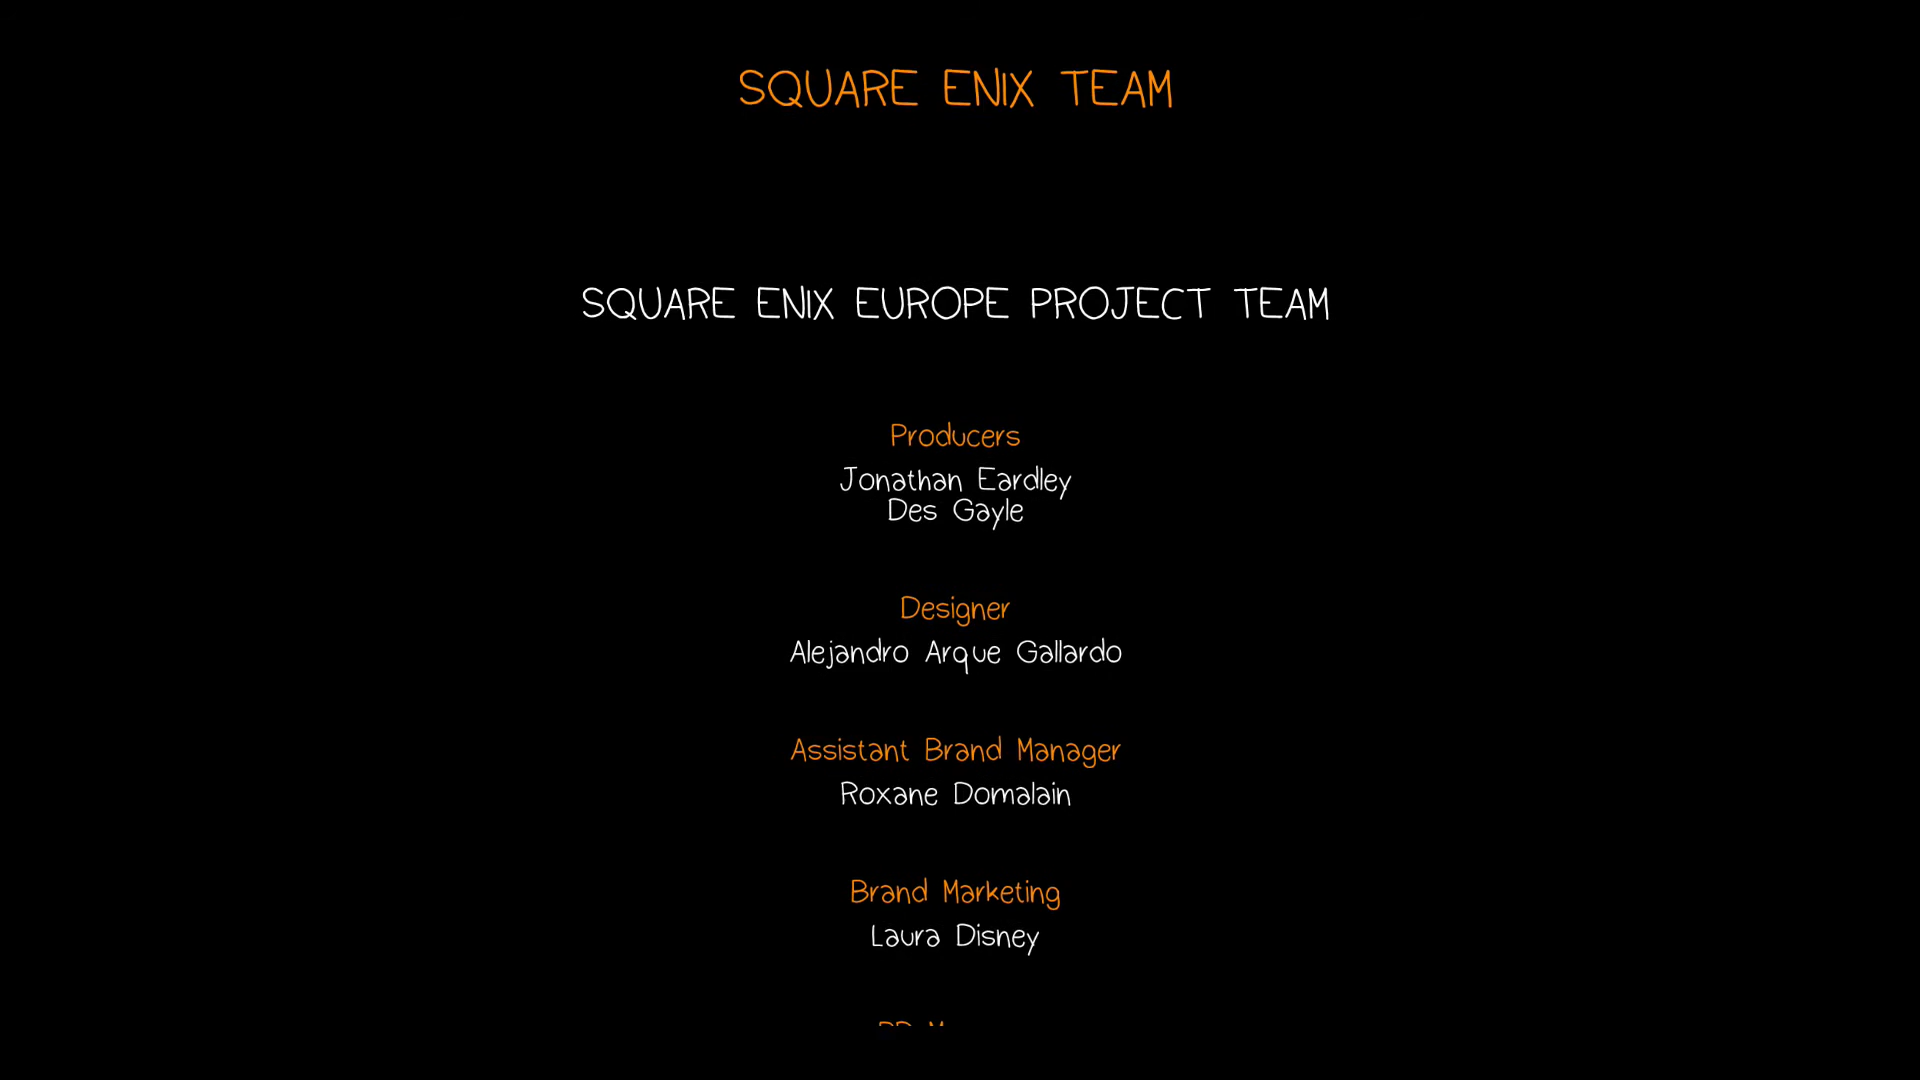 SQUARE ENIX TEAM
SQUARE ENIX EUROPE PROJECT TEAM
Producers
Jonathan Eardley
Des Gayle
Designer
Alejandro Arque Gallardo
Assistant Brand Manager
Roxane Domalain
Brand Marketing
Laura Disney